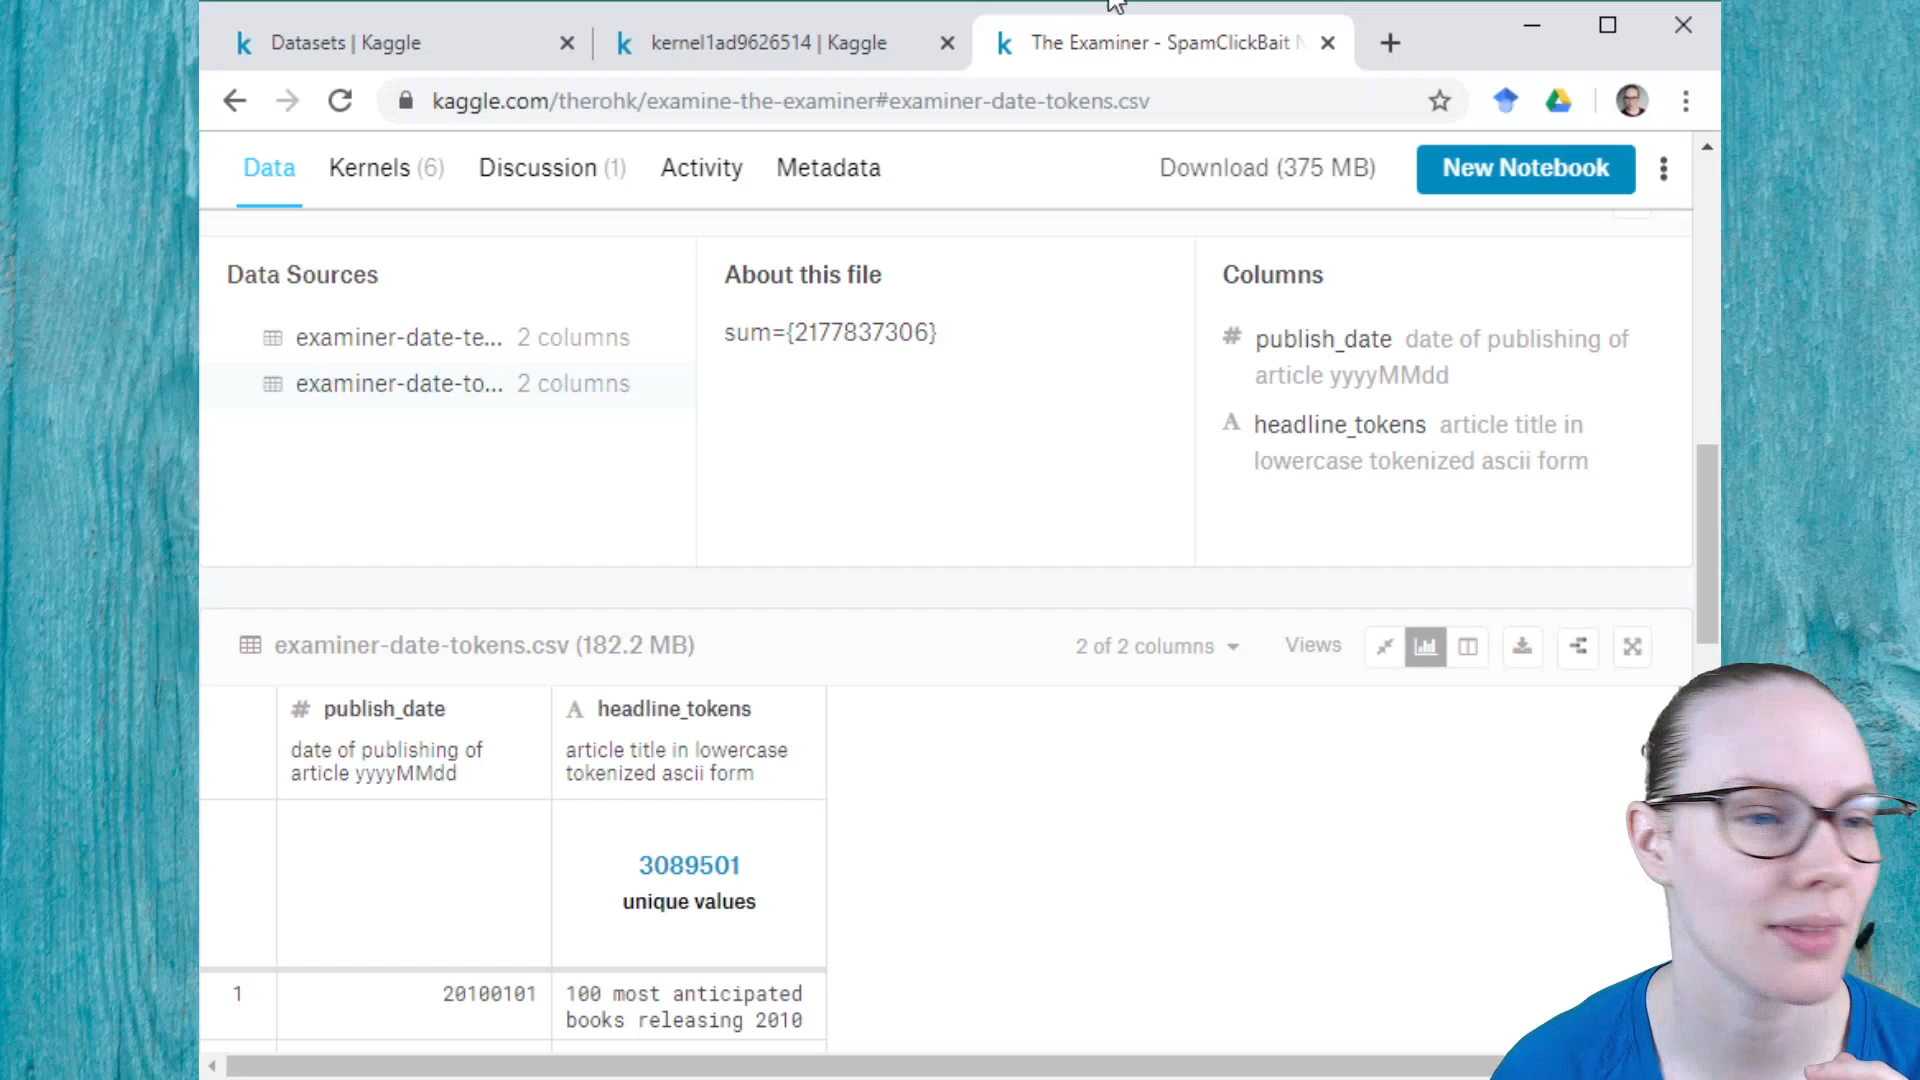 Datasets | Kaggle
kernel1ad9626514 | Kaggle
The Examiner - SpamClickBait
kaggle.com/therohk/examine-the-examiner#examiner-date-tokens.csv
Data Kernels (6) Discussion (1) Activity Metadata Download (375 MB) New Notebook
Data Sources
examiner-date-te... 2 columns
examiner-date-to... 2 columns
About this file
sum={2177837306}
Columns
# publish_date date of publishing of
article yyyyMMdd
A headline_tokens article title in
lowercase tokenized ascii form
examiner-date-tokens.csv (182.2 MB) 2 of 2 columns Views
# publish_date
date of publishing of
article yyyyMMdd
A headline_tokens
article title in lowercase
tokenized ascii form
3089501
unique values
1 20100101 100 most anticipated
books releasing 2010